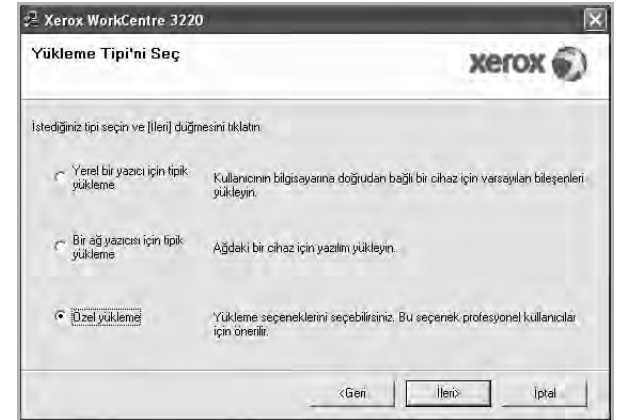 Xerox WorkCentre 3220
Yükleme Tipi'ni Seç
xerox
İstediğiniz tipi seçin ve [İleri] düğmesini tıklatın.
Yerel bir yazıcı için tipik
yükleme
Kullanıcının bilgisayarına doğrudan bağlı bir cihaz için varsayılan bileşenleri
yükleyin.
Bir ağ yazıcısı için tipik
yükleme
Ağdaki bir cihaz için yazılım yükleyin.
Özel yükleme
Yükleme seçeneklerini seçebilirsiniz. Bu seçenek profesyonel kullanıcılar
için önerilir.
<Geri
İleri>
İptal